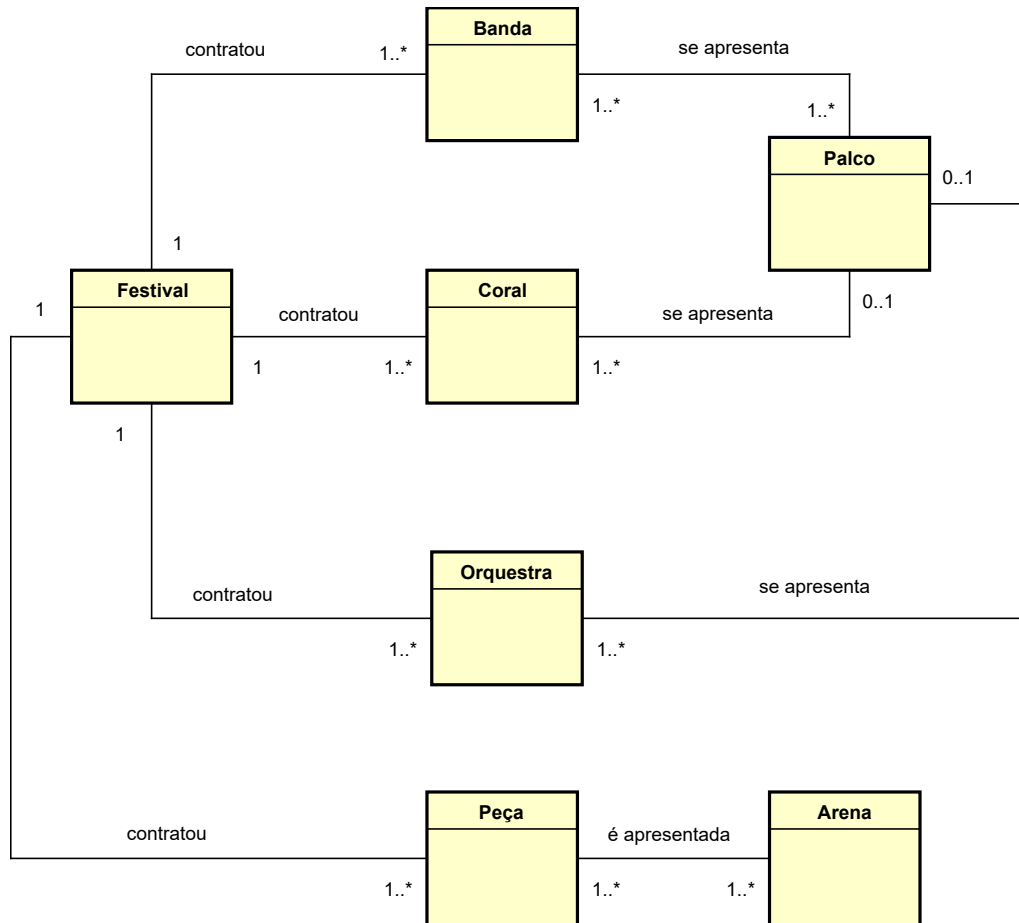 Banda
contratou
1..*
se apresenta
1..*
1..*
Palco
0..1
1
Festival
1
contratou
1
1..*
Coral
se apresenta
1..*
0..1
1
Orquestra
contratou
1..*
se apresenta
1..*
Peça
Arena
contratou
1..*
é apresentada
1..*
1..*